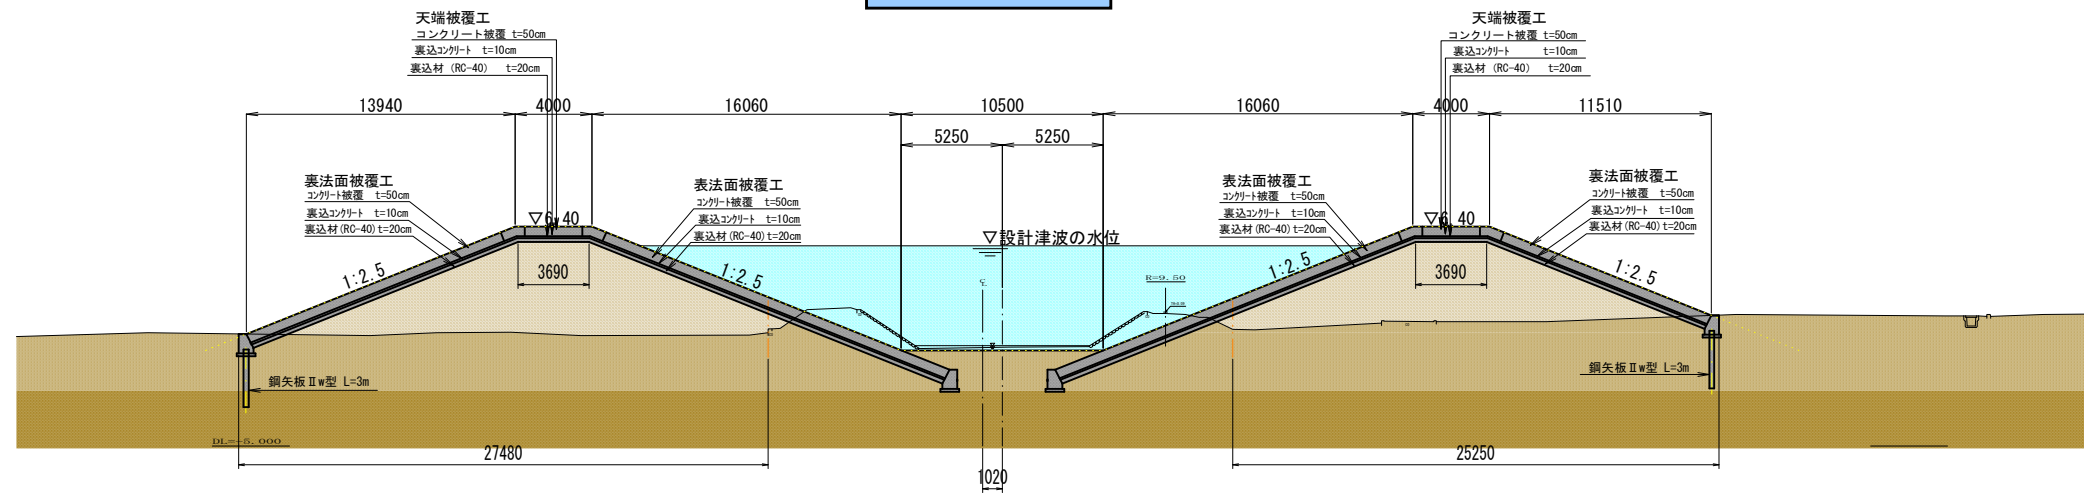 天端被覆工
コンクリート被覆 t=50cm
裏込コンクリート t=10cm
裏込材 (RC-40) t=20cm
天端被覆工
コンクリート被覆 t=50cm
裏込コンクリート t=10cm
裏込材 (RC-40) t=20cm
13940
4000
16060
10500
16060
4000
11510
5250
5250
裏法面被覆工
コンクリート被覆 t=50cm
裏込コンクリート t=10cm
裏込材(RC-40)t=20cm
表法面被覆工
コンクリート被覆 t=50cm
裏込コンクリート t=10cm
裏込材(RC-40)t=20cm
表法面被覆工
コンクリート被覆 t=50cm
裏込コンクリート t=10cm
裏込材(RC-40)t=20cm
裏法面被覆工
コンクリート被覆 t=50cm
裏込コンクリート t=10cm
裏込材(RC-40)t=20cm
▽6.40
▽設計津波の水位
▽6.40
1:2.5
3690
1:2.5
R=9.50
1:2.5
3690
1:2.5
鋼矢板Ⅱw型 L=3m
鋼矢板Ⅱw型 L=3m
DL=-5.000
27480
25250
1020